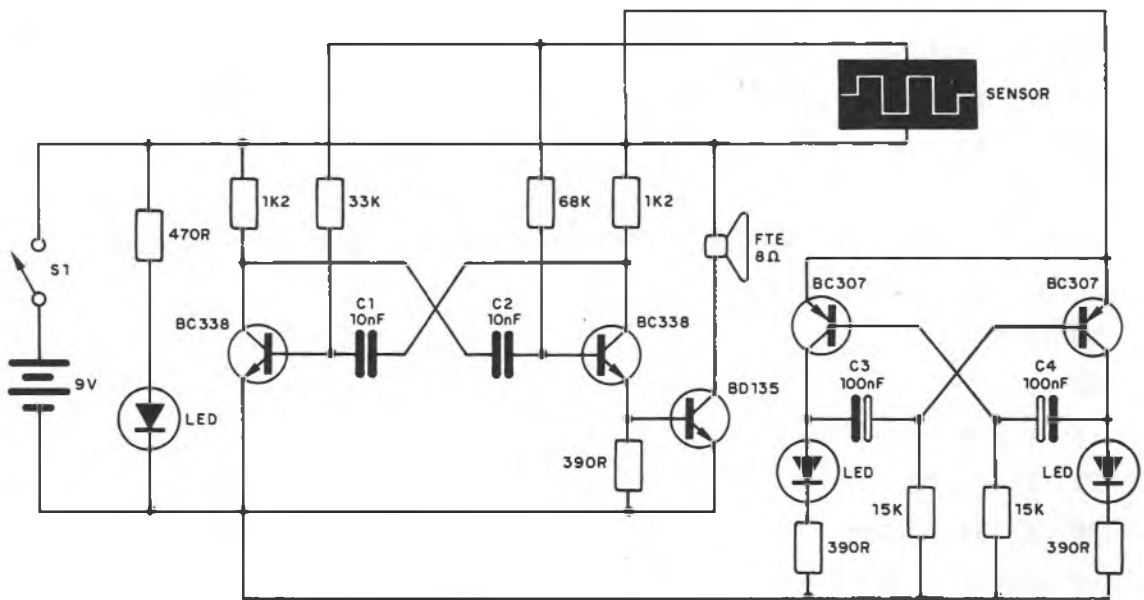 SENSOR
1K2
33K
68K
1K2
470R
FTE
8Ω
S1
BC307
BC307
C1
10nF
C2
10nF
BC338
BC338
9V
LED
BD135
C3
100nF
C4
100nF
390R
LED
LED
15K
15K
390R
390R